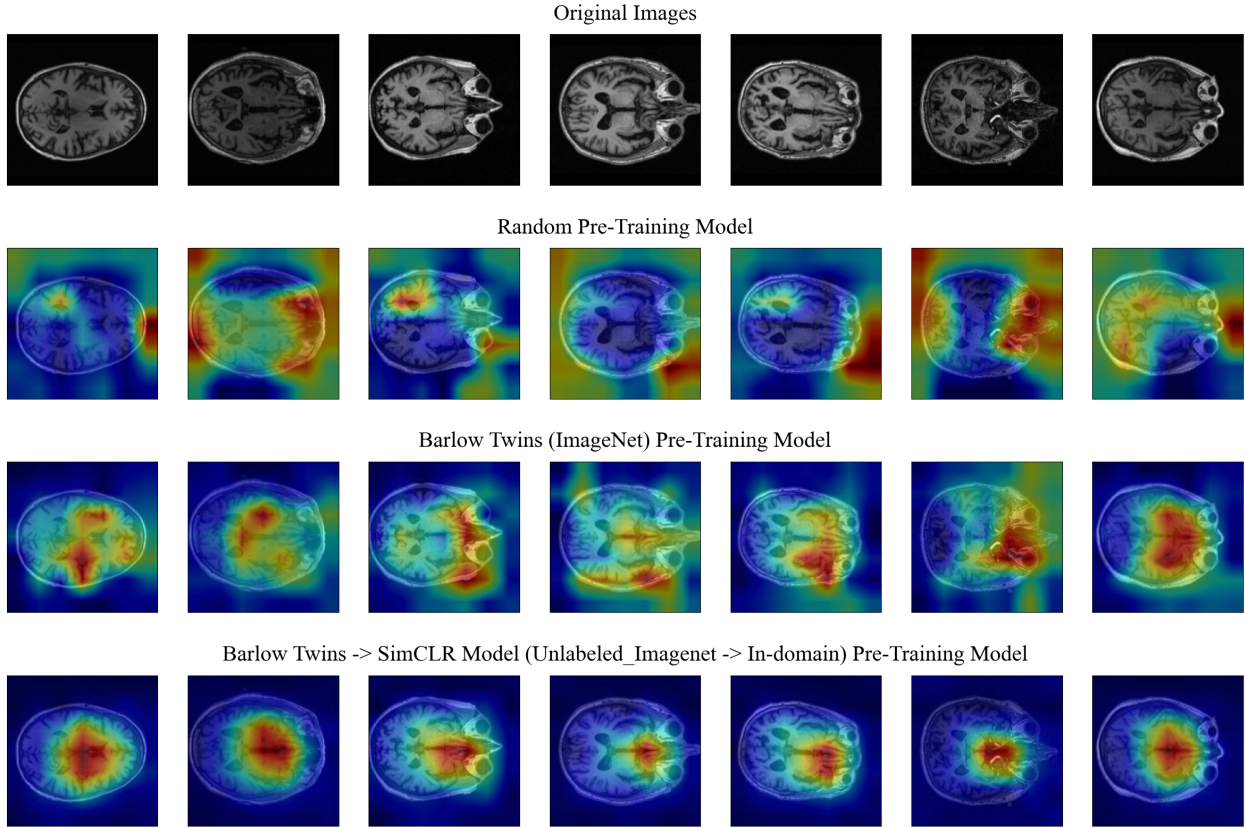 Original Images
Random Pre-Training Model
Barlow Twins (ImageNet) Pre-Training Model
Barlow Twins -> SimCLR Model (Unlabeled_Imagenet -> In-domain) Pre-Training Model